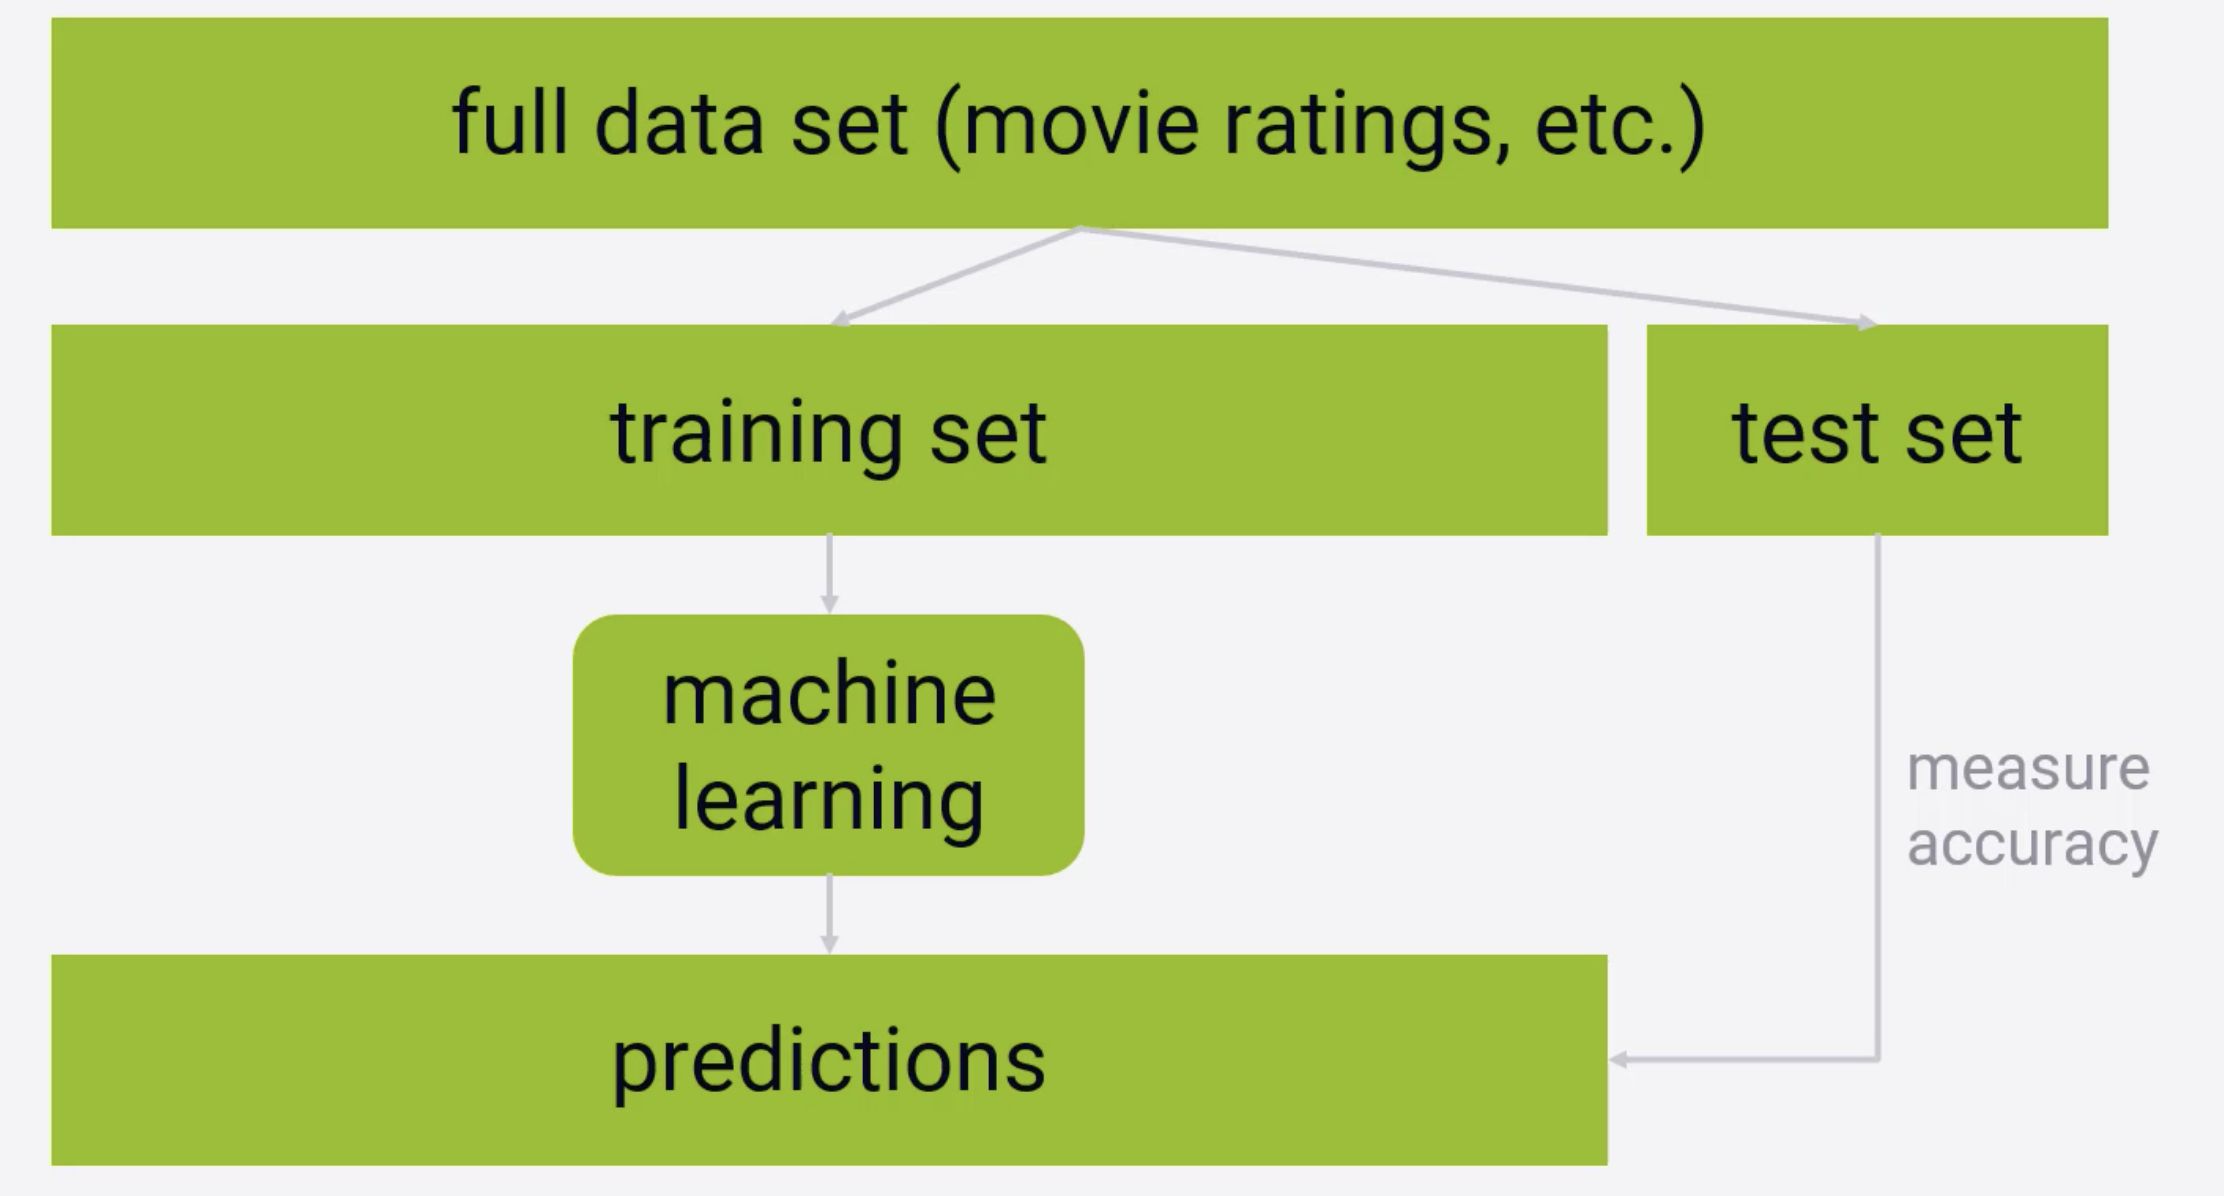 full data set (movie ratings, etc.)
training set
test set
machine
learning
measure
accuracy
predictions